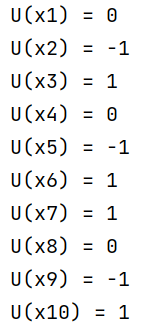 U(x1) = 0
U(x2) = -1
U(x3) = 1
U(x4) = 0
U(x5) = -1
U(x6) = 1
U(x7) = 1
U(x8) = 0
U(x9) = -1
U(x10) = 1